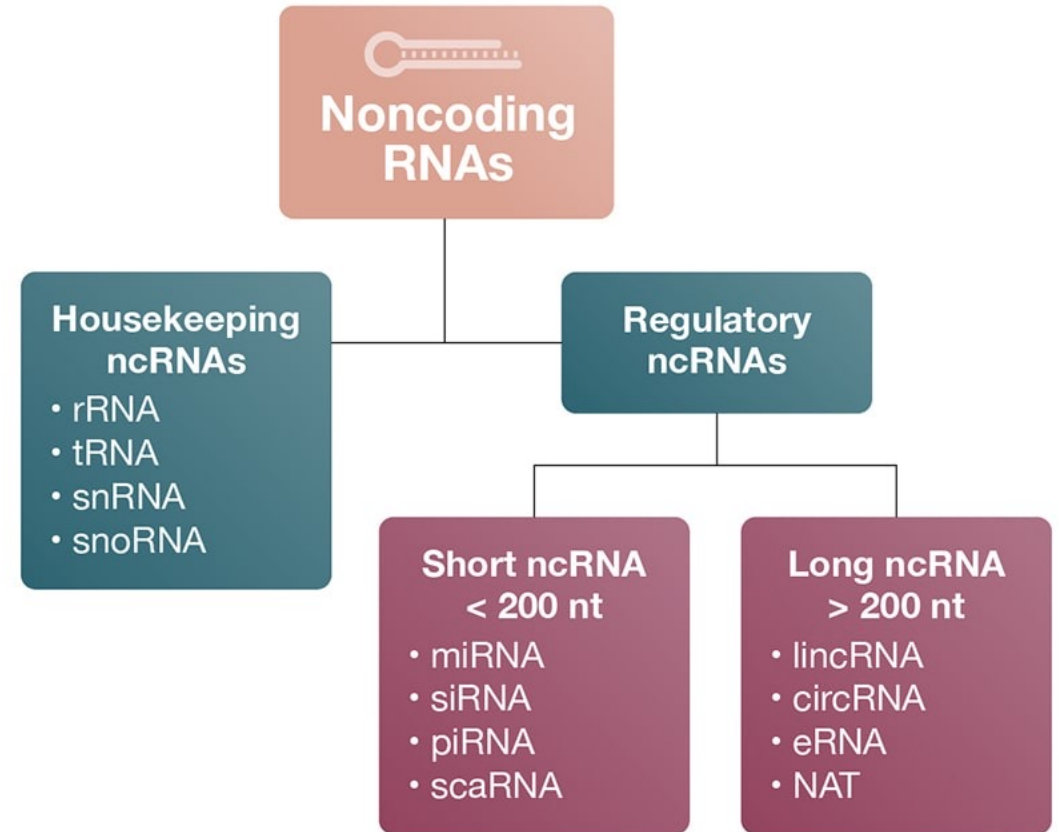 Noncoding
RNAs
Housekeeping
ncRNAs
• rRNA
• tRNA
• snRNA
• snoRNA
Regulatory
ncRNAs
Short ncRNA
< 200 nt
• miRNA
• siRNA
• piRNA
• scaRNA
Long ncRNA
> 200 nt
• lincRNA
• circRNA
• eRNA
• NAT